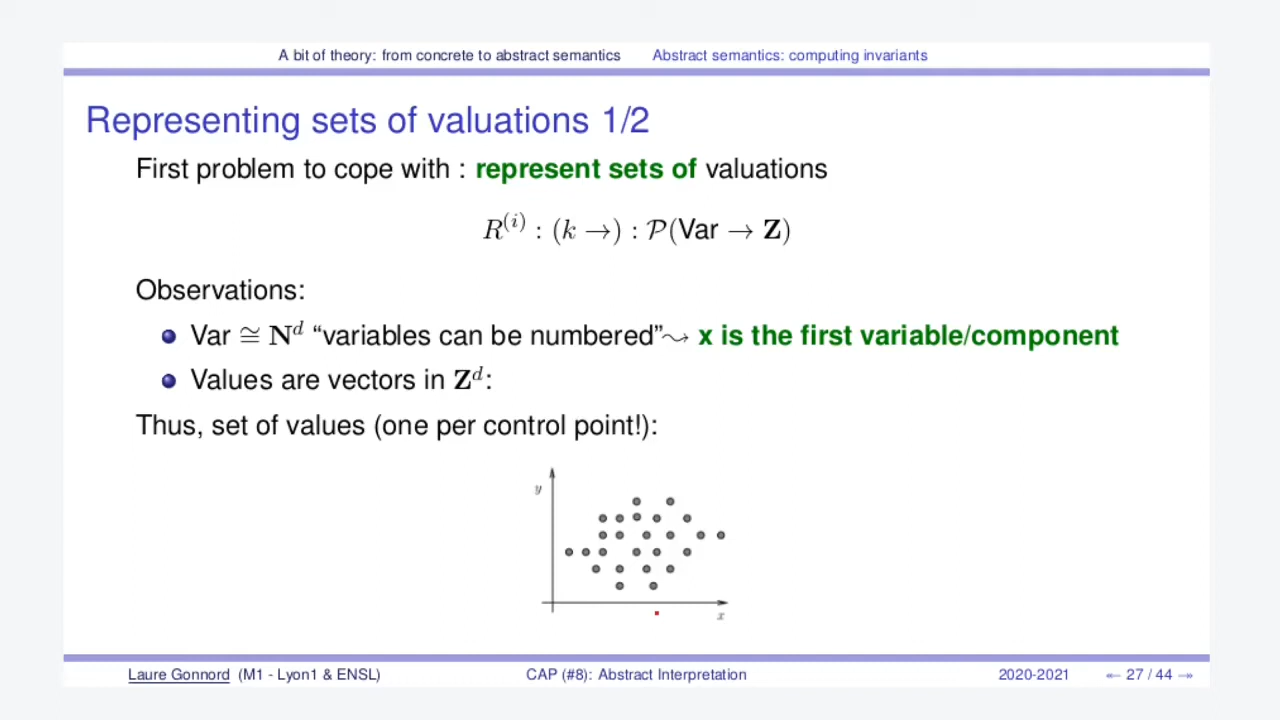 A bit of theory: from concrete to abstract semantics Abstract semantics: computing invariants
Representing sets of valuations 1/2
First problem to cope with : represent sets of valuations
R^(i) : (k →) : 𝒫(Var → Z)
Observations:
Var ≅ N^d “variables can be numbered”⇝ x is the first variable/component
Values are vectors in Z^d:
Thus, set of values (one per control point!):
y
x
Laure Gonnord (M1 - Lyon1 & ENSL) CAP (#8): Abstract Interpretation 2020-2021 ↞ 27 / 44 ↠